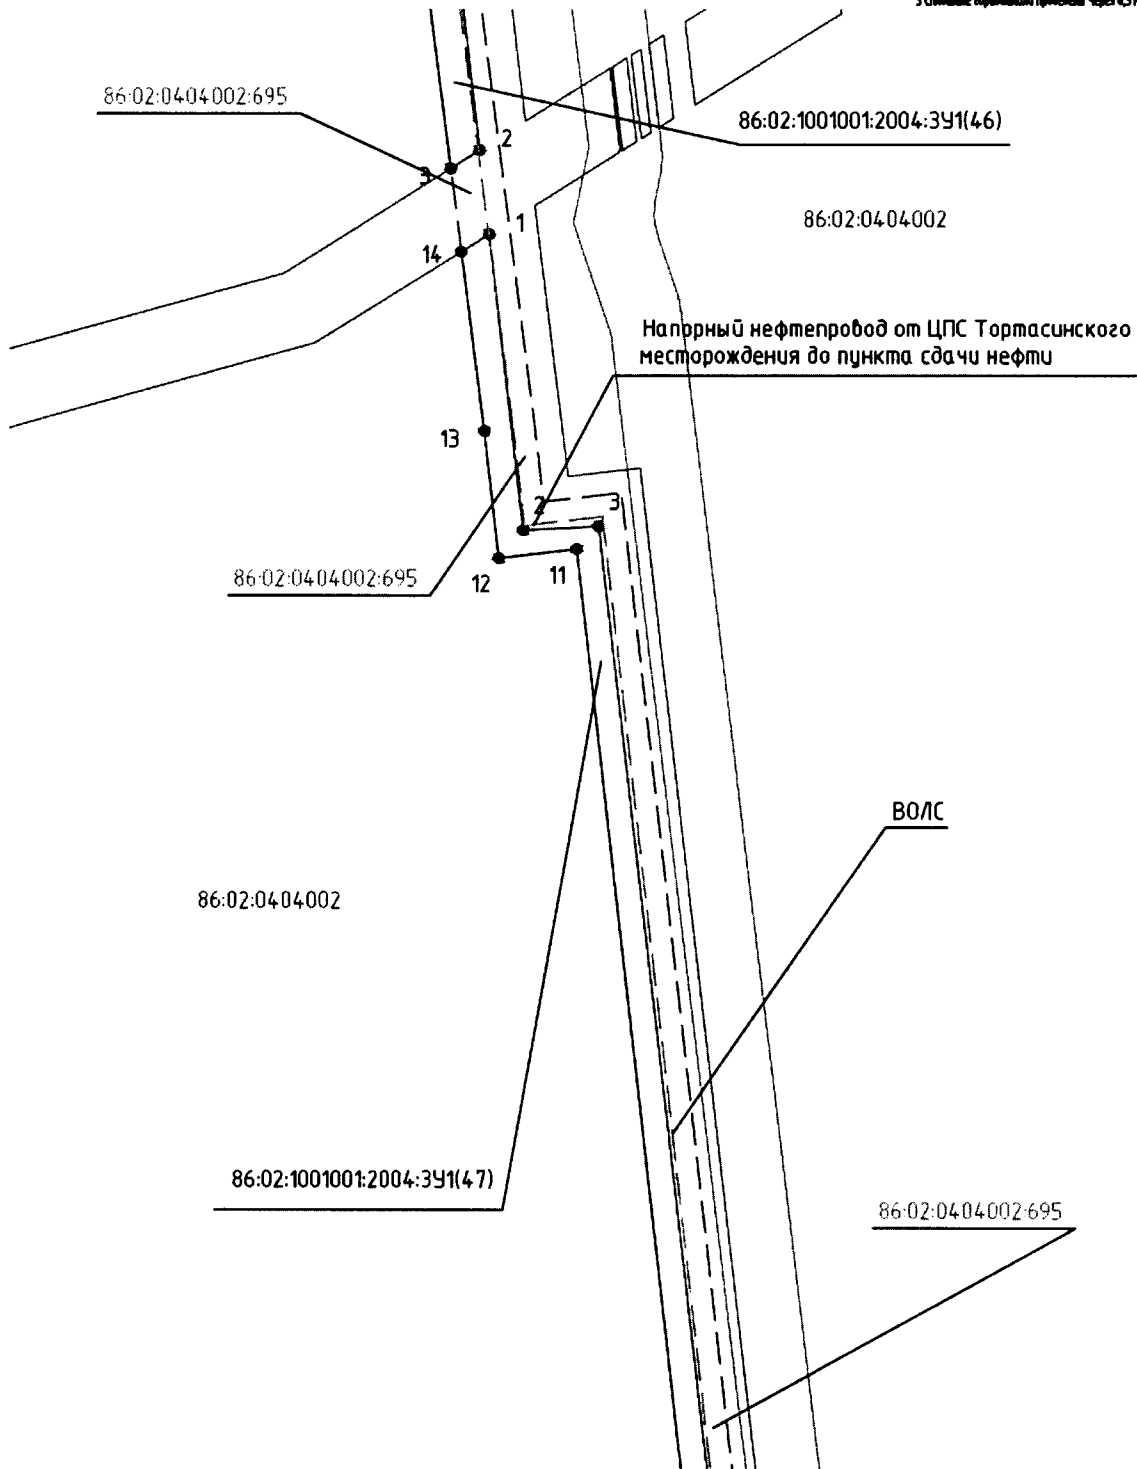 86:02:0404002:695
86:02:1001001:2004:ЗУ1(46)
2
3
86:02:0404002
1
14
Напорный нефтепровод от ЦПС Тортасинского
месторождения до пункта сдачи нефти
13
2
3
86:02:0404002:695
12
11
ВОЛС
86:02:0404002
86:02:1001001:2004:ЗУ1(47)
86:02:0404002:695